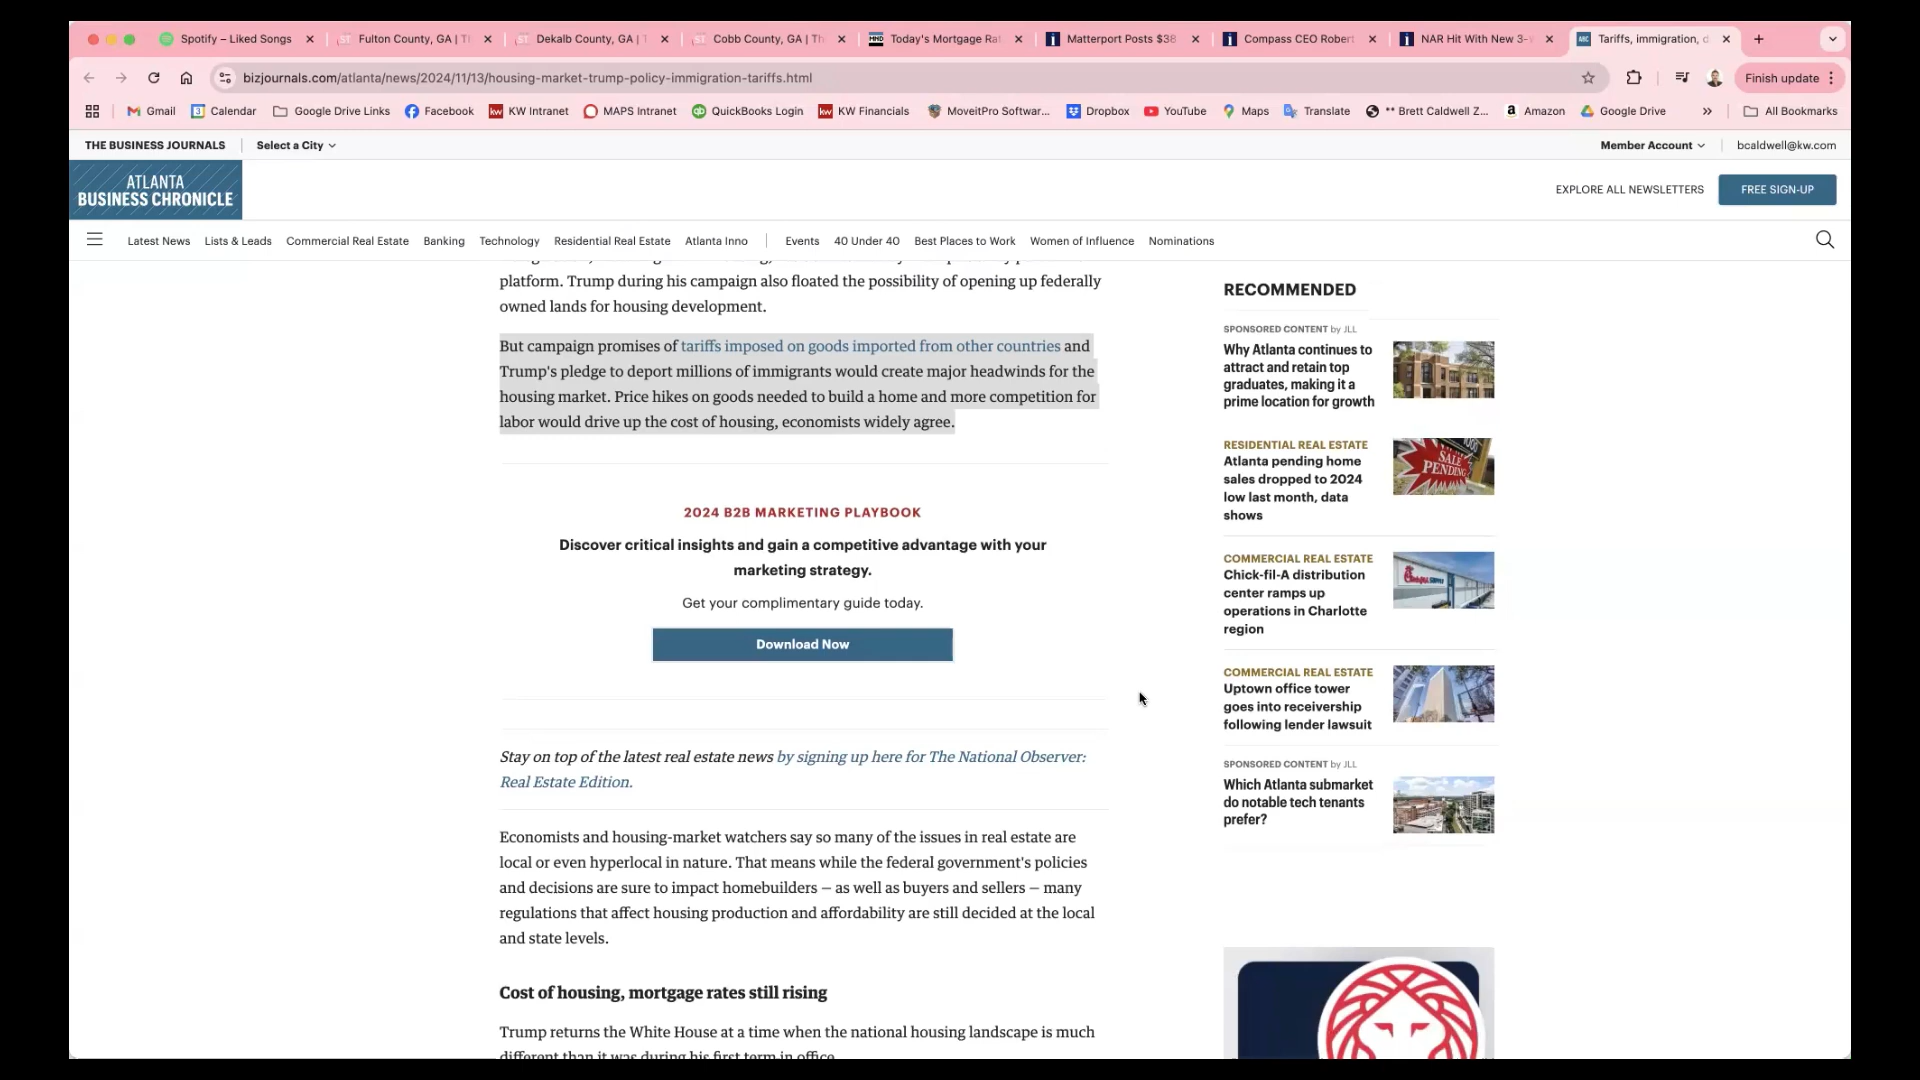 Spotify – Liked Songs
Fulton County, GA | T
Dekalb County, GA |
Cobb County, GA | Th
MND Today's Mortgage Ra
Matterport Posts $38
Compass CEO Robert
NAR Hit With New 3-
Tariffs, immigration, d
bizjournals.com/atlanta/news/2024/11/13/housing-market-trump-policy-immigration-tariffs.html
Finish update
Gmail
Calendar
Google Drive Links
Facebook
kw KW Intranet
MAPS Intranet
qb QuickBooks Login
kw KW Financials
MoveitPro Softwar...
Dropbox
YouTube
Maps
Translate
** Brett Caldwell Z...
a Amazon
Google Drive
All Bookmarks
THE BUSINESS JOURNALS
Select a City
Member Account
bcaldwell@kw.com
ATLANTA
BUSINESS CHRONICLE
EXPLORE ALL NEWSLETTERS
FREE SIGN-UP
Latest News
Lists & Leads
Commercial Real Estate
Banking
Technology
Residential Real Estate
Atlanta Inno
Events
40 Under 40
Best Places to Work
Women of Influence
Nominations
platform. Trump during his campaign also floated the possibility of opening up federally
owned lands for housing development.
But campaign promises of tariffs imposed on goods imported from other countries and
Trump's pledge to deport millions of immigrants would create major headwinds for the
housing market. Price hikes on goods needed to build a home and more competition for
labor would drive up the cost of housing, economists widely agree.
2024 B2B MARKETING PLAYBOOK
Discover critical insights and gain a competitive advantage with your
marketing strategy.
Get your complimentary guide today.
Download Now
Stay on top of the latest real estate news by signing up here for The National Observer:
Real Estate Edition.
Economists and housing-market watchers say so many of the issues in real estate are
local or even hyperlocal in nature. That means while the federal government's policies
and decisions are sure to impact homebuilders — as well as buyers and sellers — many
regulations that affect housing production and affordability are still decided at the local
and state levels.
Cost of housing, mortgage rates still rising
Trump returns the White House at a time when the national housing landscape is much
different than it was during his first term in office.
RECOMMENDED
SPONSORED CONTENT by JLL
Why Atlanta continues to
attract and retain top
graduates, making it a
prime location for growth
RESIDENTIAL REAL ESTATE
Atlanta pending home
sales dropped to 2024
low last month, data
shows
SALE
PENDING
COMMERCIAL REAL ESTATE
Chick-fil-A distribution
center ramps up
operations in Charlotte
region
COMMERCIAL REAL ESTATE
Uptown office tower
goes into receivership
following lender lawsuit
SPONSORED CONTENT by JLL
Which Atlanta submarket
do notable tech tenants
prefer?